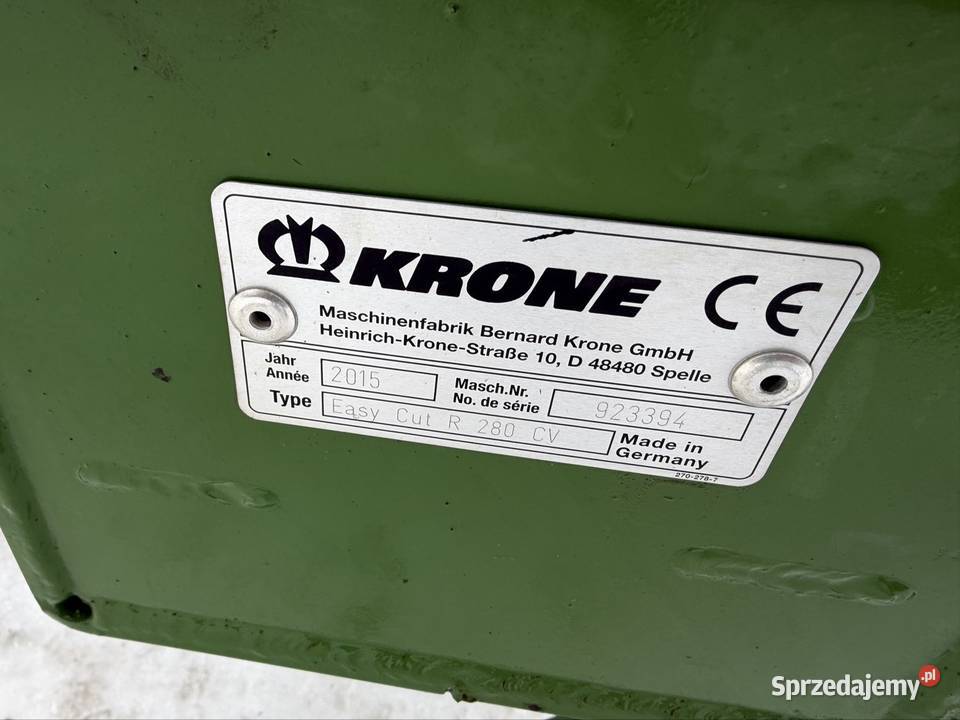 KRONE CE
Maschinenfabrik Bernard Krone GmbH
Heinrich-Krone-Straße 10, D 48480 Spelle
Jahr
Année 2015
Masch.Nr.
No. de série 923394
Type Easy Cut R 280 CV
Made in
Germany
270-278-7
Sprzedajemy.pl